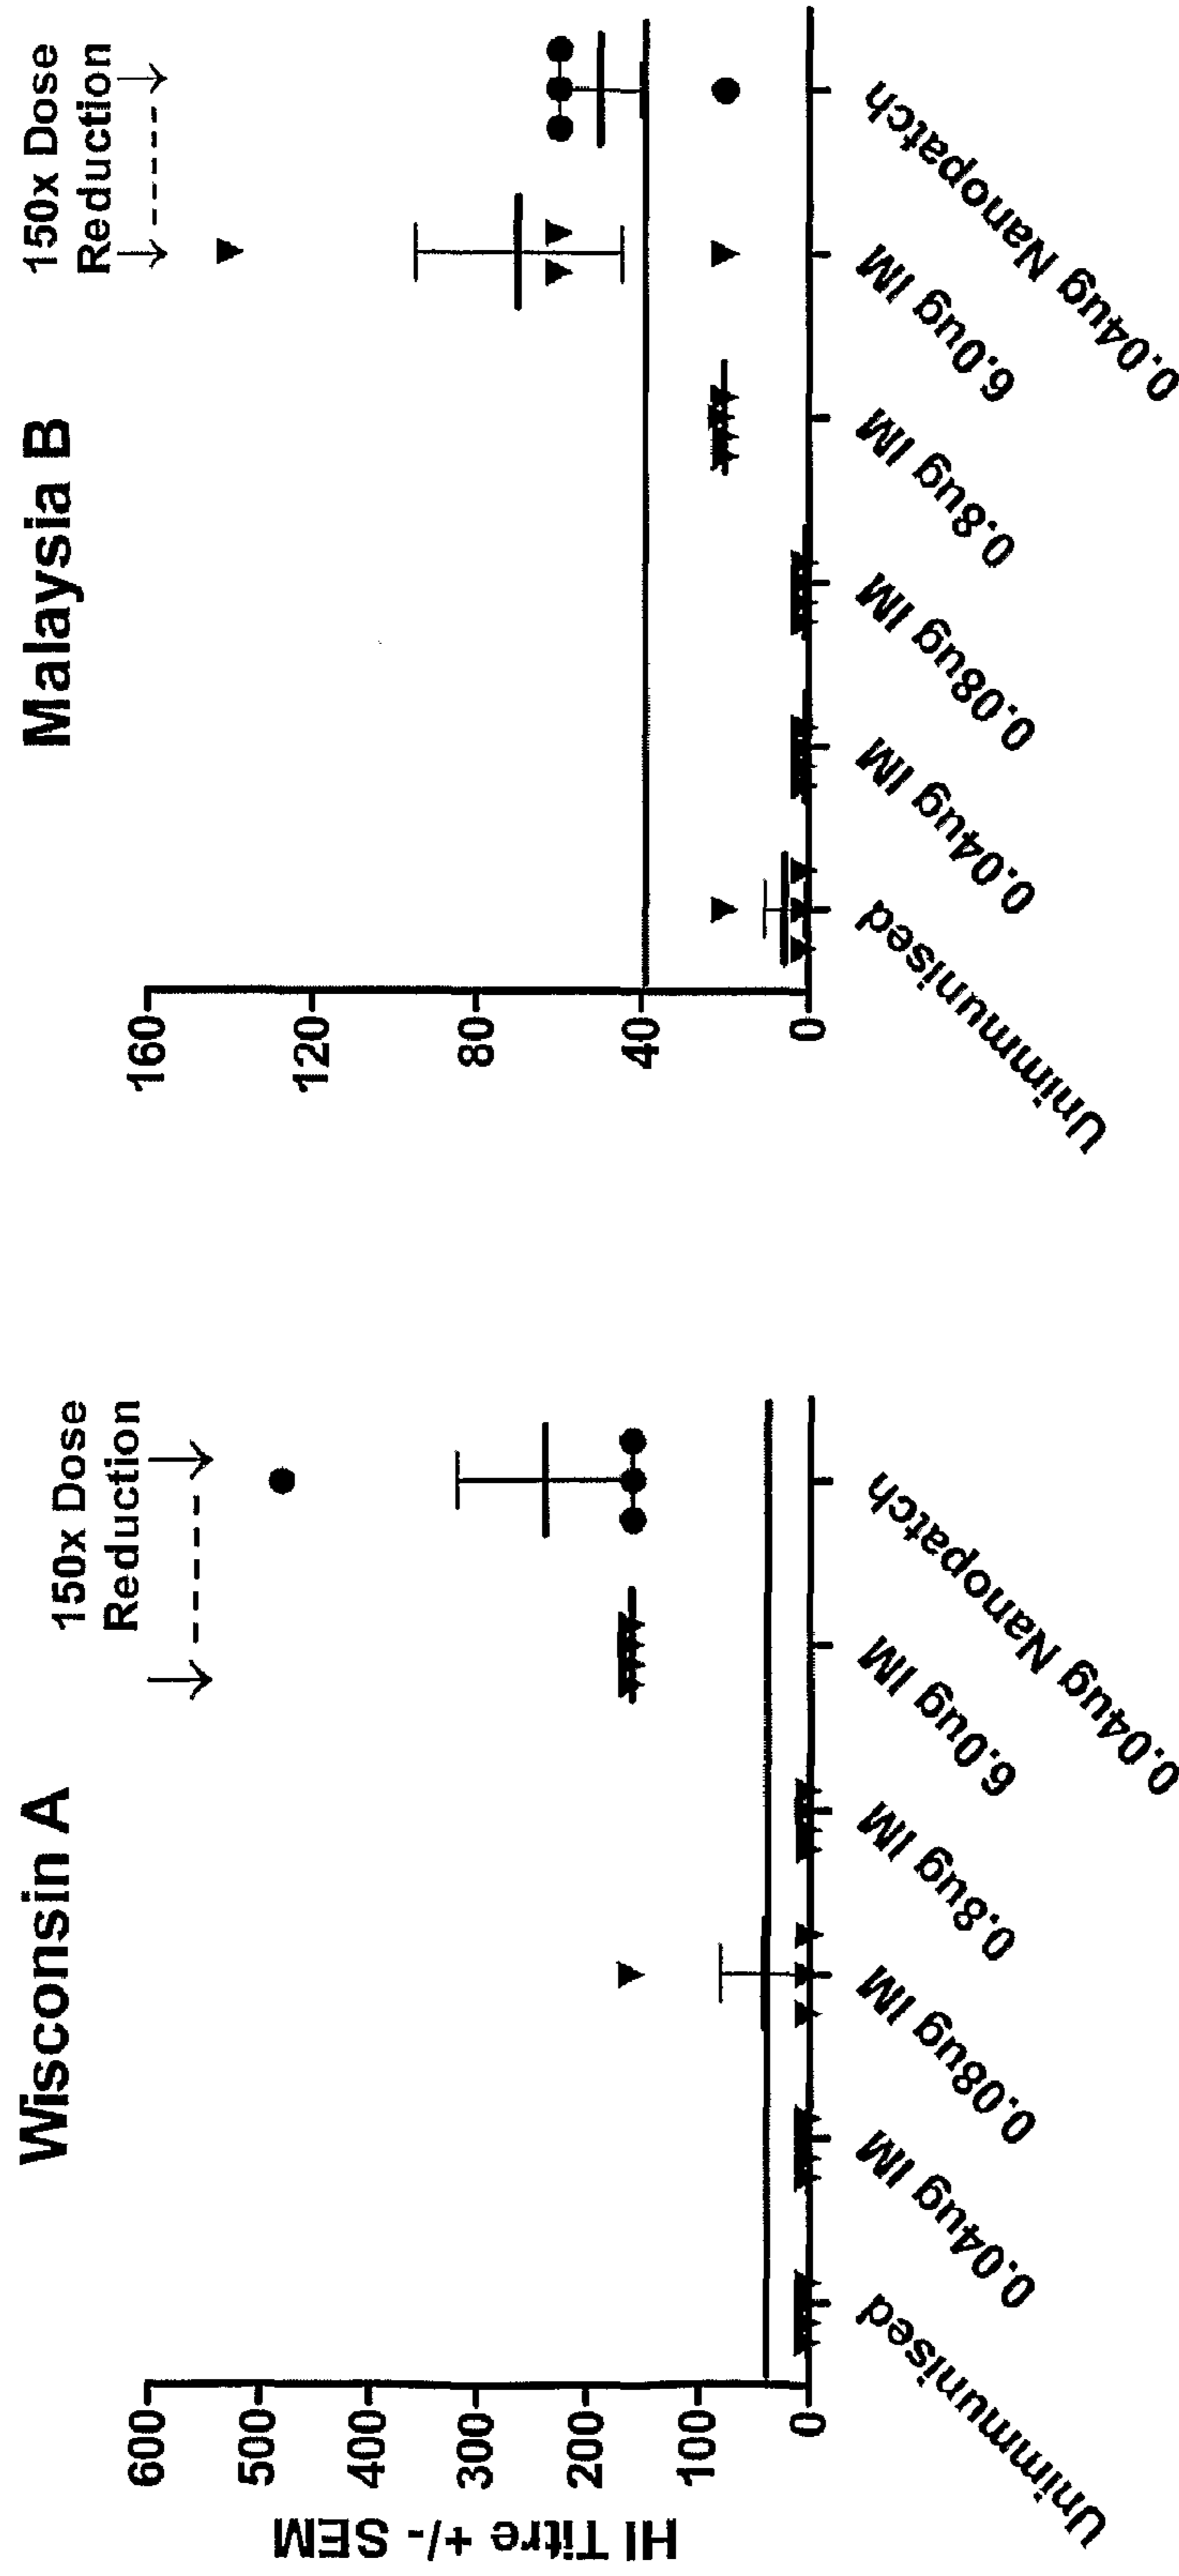 Wisconsin A
150x Dose
Reduction
HI Titre +/- SEM
600
500
400
300
200
100
0
Unimmunised
0.04ug IM
0.08ug IM
0.8ug IM
6.0ug IM
0.04ug Nanopatch
Malaysia B
150x Dose
Reduction
160
120
80
40
0
Unimmunised
0.04ug IM
0.08ug IM
0.8ug IM
6.0ug IM
0.04ug Nanopatch